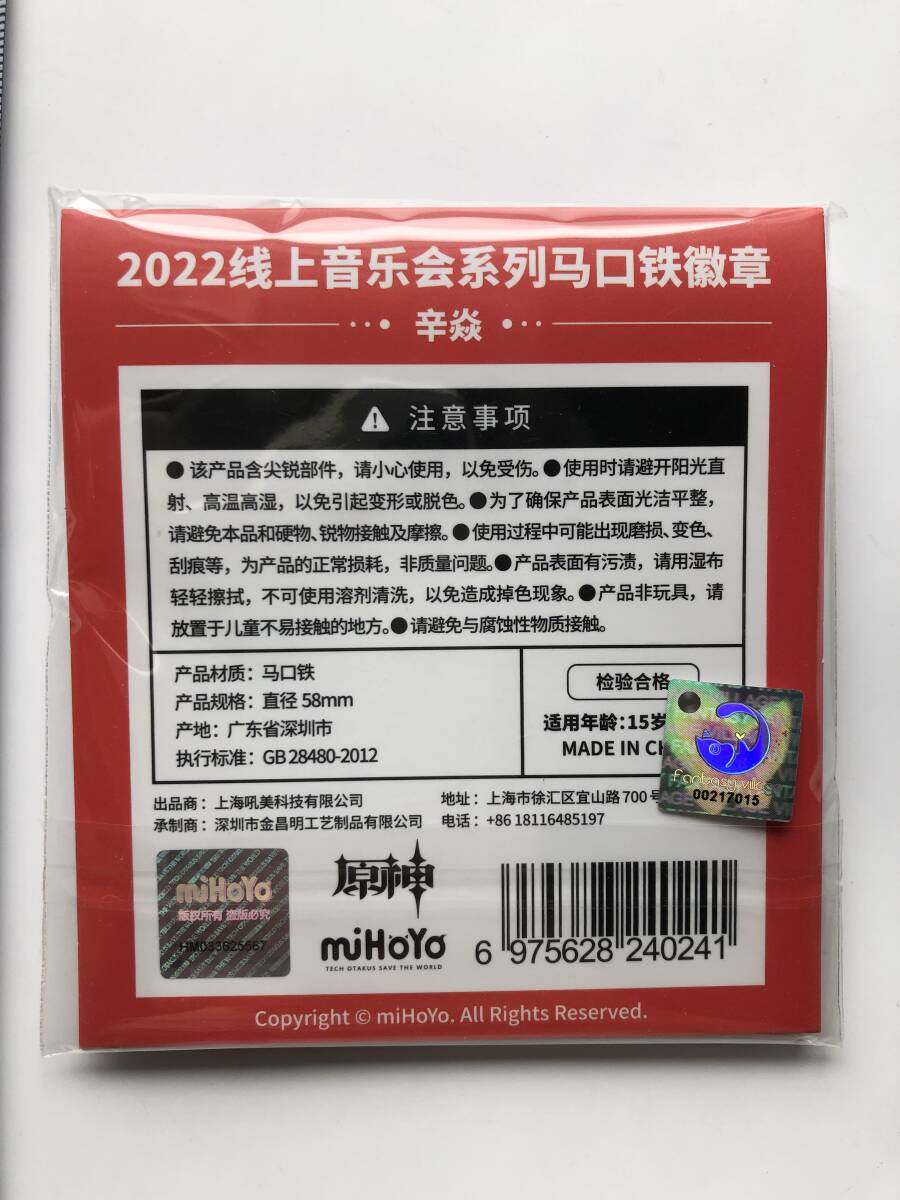 2022线上音乐会系列马口铁徽章
辛焱
注意事项
●该产品含尖锐部件，请小心使用，以免受伤。●使用时请避开阳光直
射、高温高湿，以免引起变形或脱色。●为了确保产品表面光洁平整，
请避免本品和硬物、锐物接触及摩擦。●使用过程中可能出现磨损、变色、
刮痕等，为产品的正常损耗，非质量问题。●产品表面有污渍，请用湿布
轻轻擦拭，不可使用溶剂清洗，以免造成掉色现象。●产品非玩具，请
放置于儿童不易接触的地方。●请避免与腐蚀性物质接触。
产品材质：马口铁
产品规格：直径58mm
产地：广东省深圳市
执行标准：GB 28480-2012
检验合格
适用年龄：15岁
MADE IN
出品商：上海吼美科技有限公司
地址：上海市徐汇区宜山路700号
承制商：深圳市金昌明工艺制品有限公司
电话：+86 18116485197
fantasy
00217015
miHoYo
版权所有 盗版必究
HM033625567
原神
miHoYo
TECH OTAKUS SAVE THE WORLD
6 975628 240241
Copyright © miHoYo. All Rights Reserved.